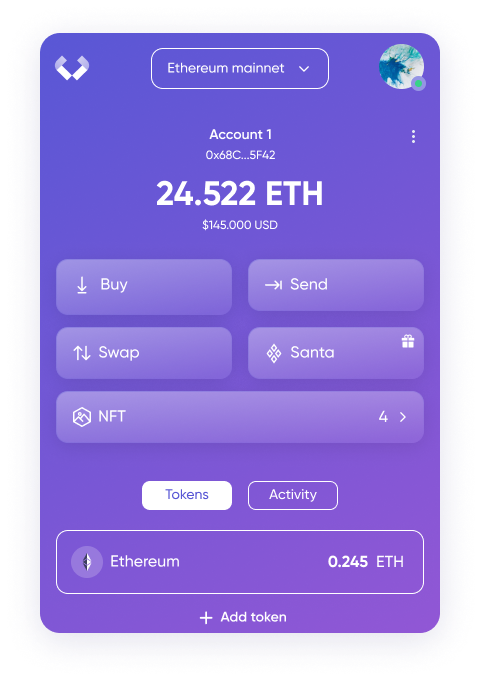 Ethereum mainnet
Account 1
0x68C...5F42
24.522 ETH
$145.000 USD
Buy
Send
Swap
Santa
NFT 4
Tokens
Activity
Ethereum 0.245 ETH
Add token